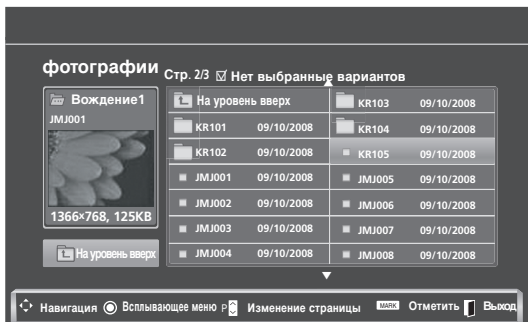 фотографии
Стр. 2/3 ☑ Нет выбранные вариантов
Вождение1
JMJ001
1366×768, 125KB
На уровень вверх
На уровень вверх
KR101 09/10/2008
KR102 09/10/2008
JMJ001 09/10/2008
JMJ002 09/10/2008
JMJ003 09/10/2008
JMJ004 09/10/2008
KR103 09/10/2008
KR104 09/10/2008
KR105 09/10/2008
JMJ005 09/10/2008
JMJ006 09/10/2008
JMJ007 09/10/2008
JMJ008 09/10/2008
Навигация Всплывающее меню P Изменение страницы MARK Отметить Выход